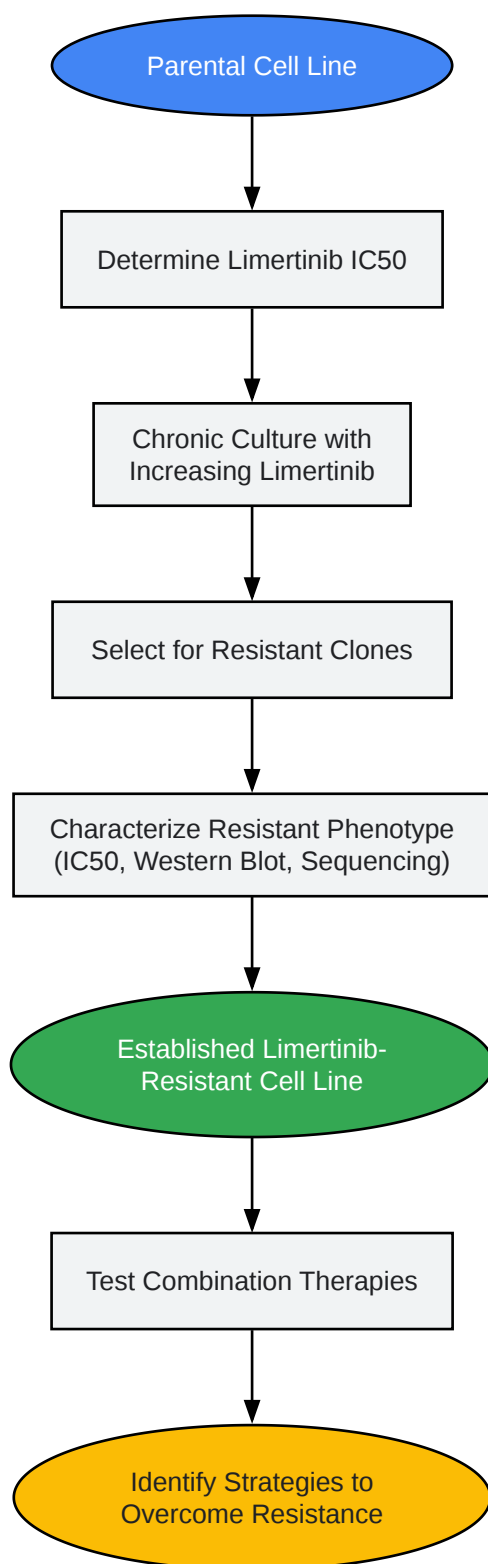 Parental Cell Line
Determine Limertinib IC50
Chronic Culture with
Increasing Limertinib
Select for Resistant Clones
Characterize Resistant Phenotype
(IC50, Western Blot, Sequencing)
Established Limertinib-
Resistant Cell Line
Test Combination Therapies
Identify Strategies to
Overcome Resistance